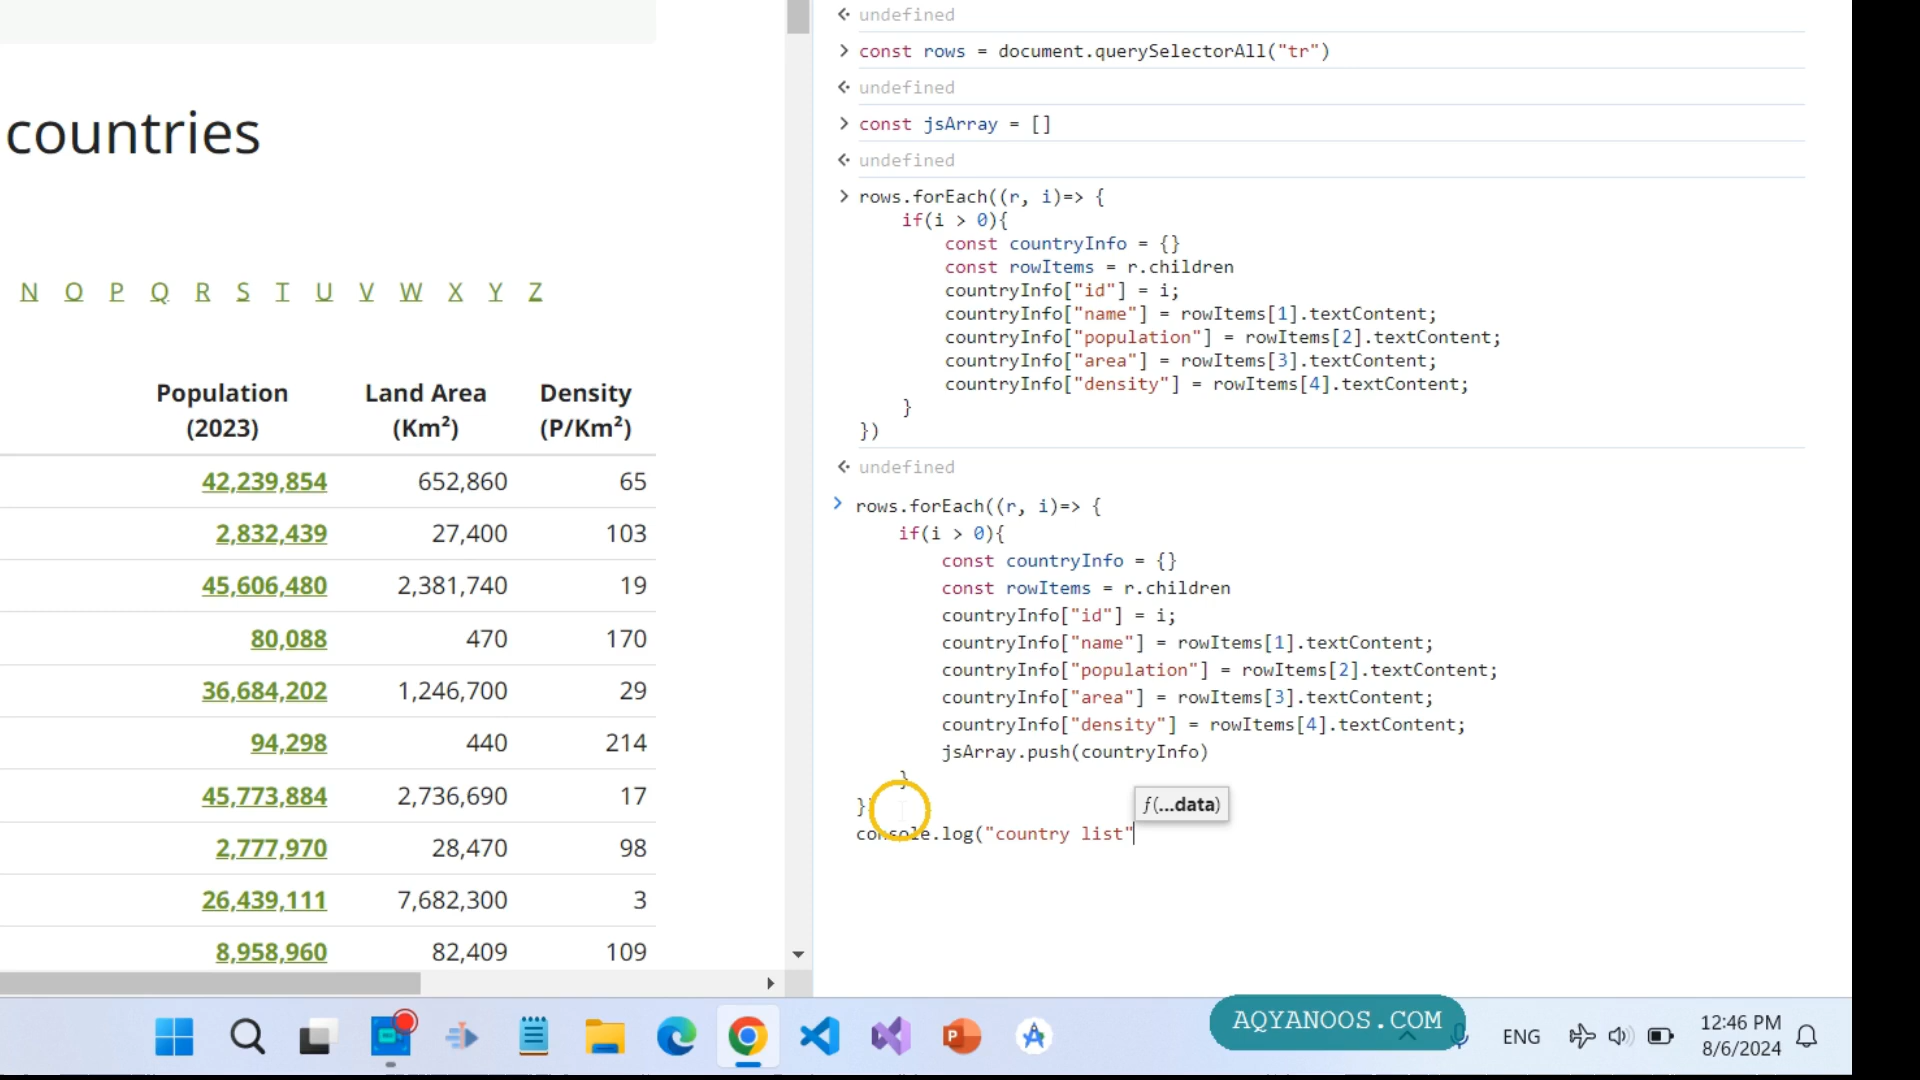 countries
N O P Q R S T U V W X Y Z
Population Land Area Density
(2023) (Km²) (P/Km²)
42,239,854 652,860 65
2,832,439 27,400 103
45,606,480 2,381,740 19
80,088 470 170
36,684,202 1,246,700 29
94,298 440 214
45,773,884 2,736,690 17
2,777,970 28,470 98
26,439,111 7,682,300 3
8,958,960 82,409 109
undefined
const rows = document.querySelectorAll("tr")
undefined
const jsArray = []
undefined
rows.forEach((r, i)=> {
if(i > 0){
const countryInfo = {}
const rowItems = r.children
countryInfo["id"] = i;
countryInfo["name"] = rowItems[1].textContent;
countryInfo["population"] = rowItems[2].textContent;
countryInfo["area"] = rowItems[3].textContent;
countryInfo["density"] = rowItems[4].textContent;
}
})
undefined
rows.forEach((r, i)=> {
if(i > 0){
const countryInfo = {}
const rowItems = r.children
countryInfo["id"] = i;
countryInfo["name"] = rowItems[1].textContent;
countryInfo["population"] = rowItems[2].textContent;
countryInfo["area"] = rowItems[3].textContent;
countryInfo["density"] = rowItems[4].textContent;
jsArray.push(countryInfo)
}
})
ƒ(...data)
console.log("country list"
AQYANOOS.COM
ENG
12:46 PM
8/6/2024